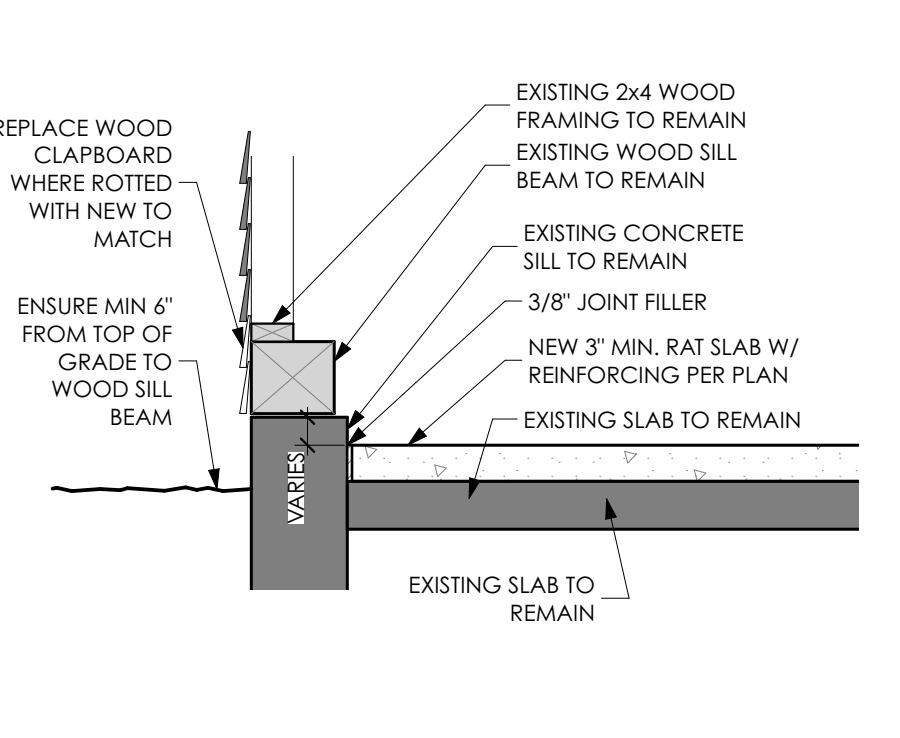 REPLACE WOOD
CLAPBOARD
WHERE ROTTED
WITH NEW TO
MATCH
ENSURE MIN 6"
FROM TOP OF
GRADE TO
WOOD SILL
BEAM
EXISTING 2x4 WOOD
FRAMING TO REMAIN
EXISTING WOOD SILL
BEAM TO REMAIN
EXISTING CONCRETE
SILL TO REMAIN
3/8" JOINT FILLER
NEW 3" MIN. RAT SLAB W/
REINFORCING PER PLAN
EXISTING SLAB TO REMAIN
VARIES
EXISTING SLAB TO
REMAIN